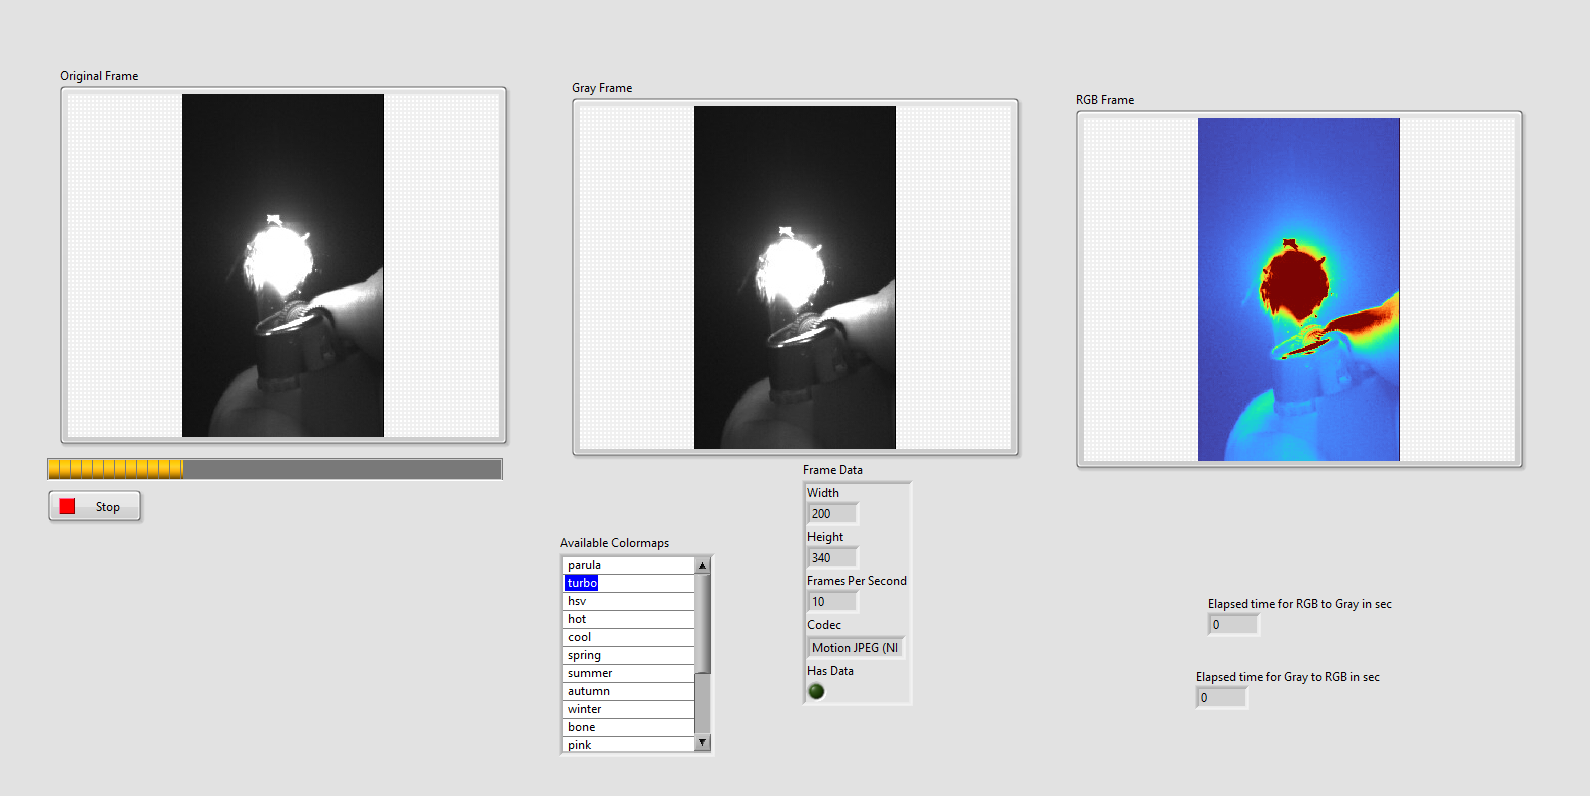 Original Frame
Gray Frame
RGB Frame
Stop
Frame Data
Width
200
Height
340
Frames Per Second
10
Codec
Motion JPEG (NI
Has Data
Available Colormaps
parula
turbo
hsv
hot
cool
spring
summer
autumn
winter
bone
pink
Elapsed time for RGB to Gray in sec
0
Elapsed time for Gray to RGB in sec
0